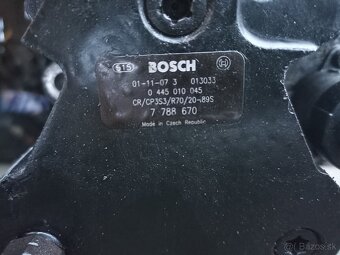 STS BOSCH
01-11-07 3 013033
0 445 010 045
CR/CP3S3/R70/20-89S
7 788 670
Made in Czech Republic
Bazos.sk